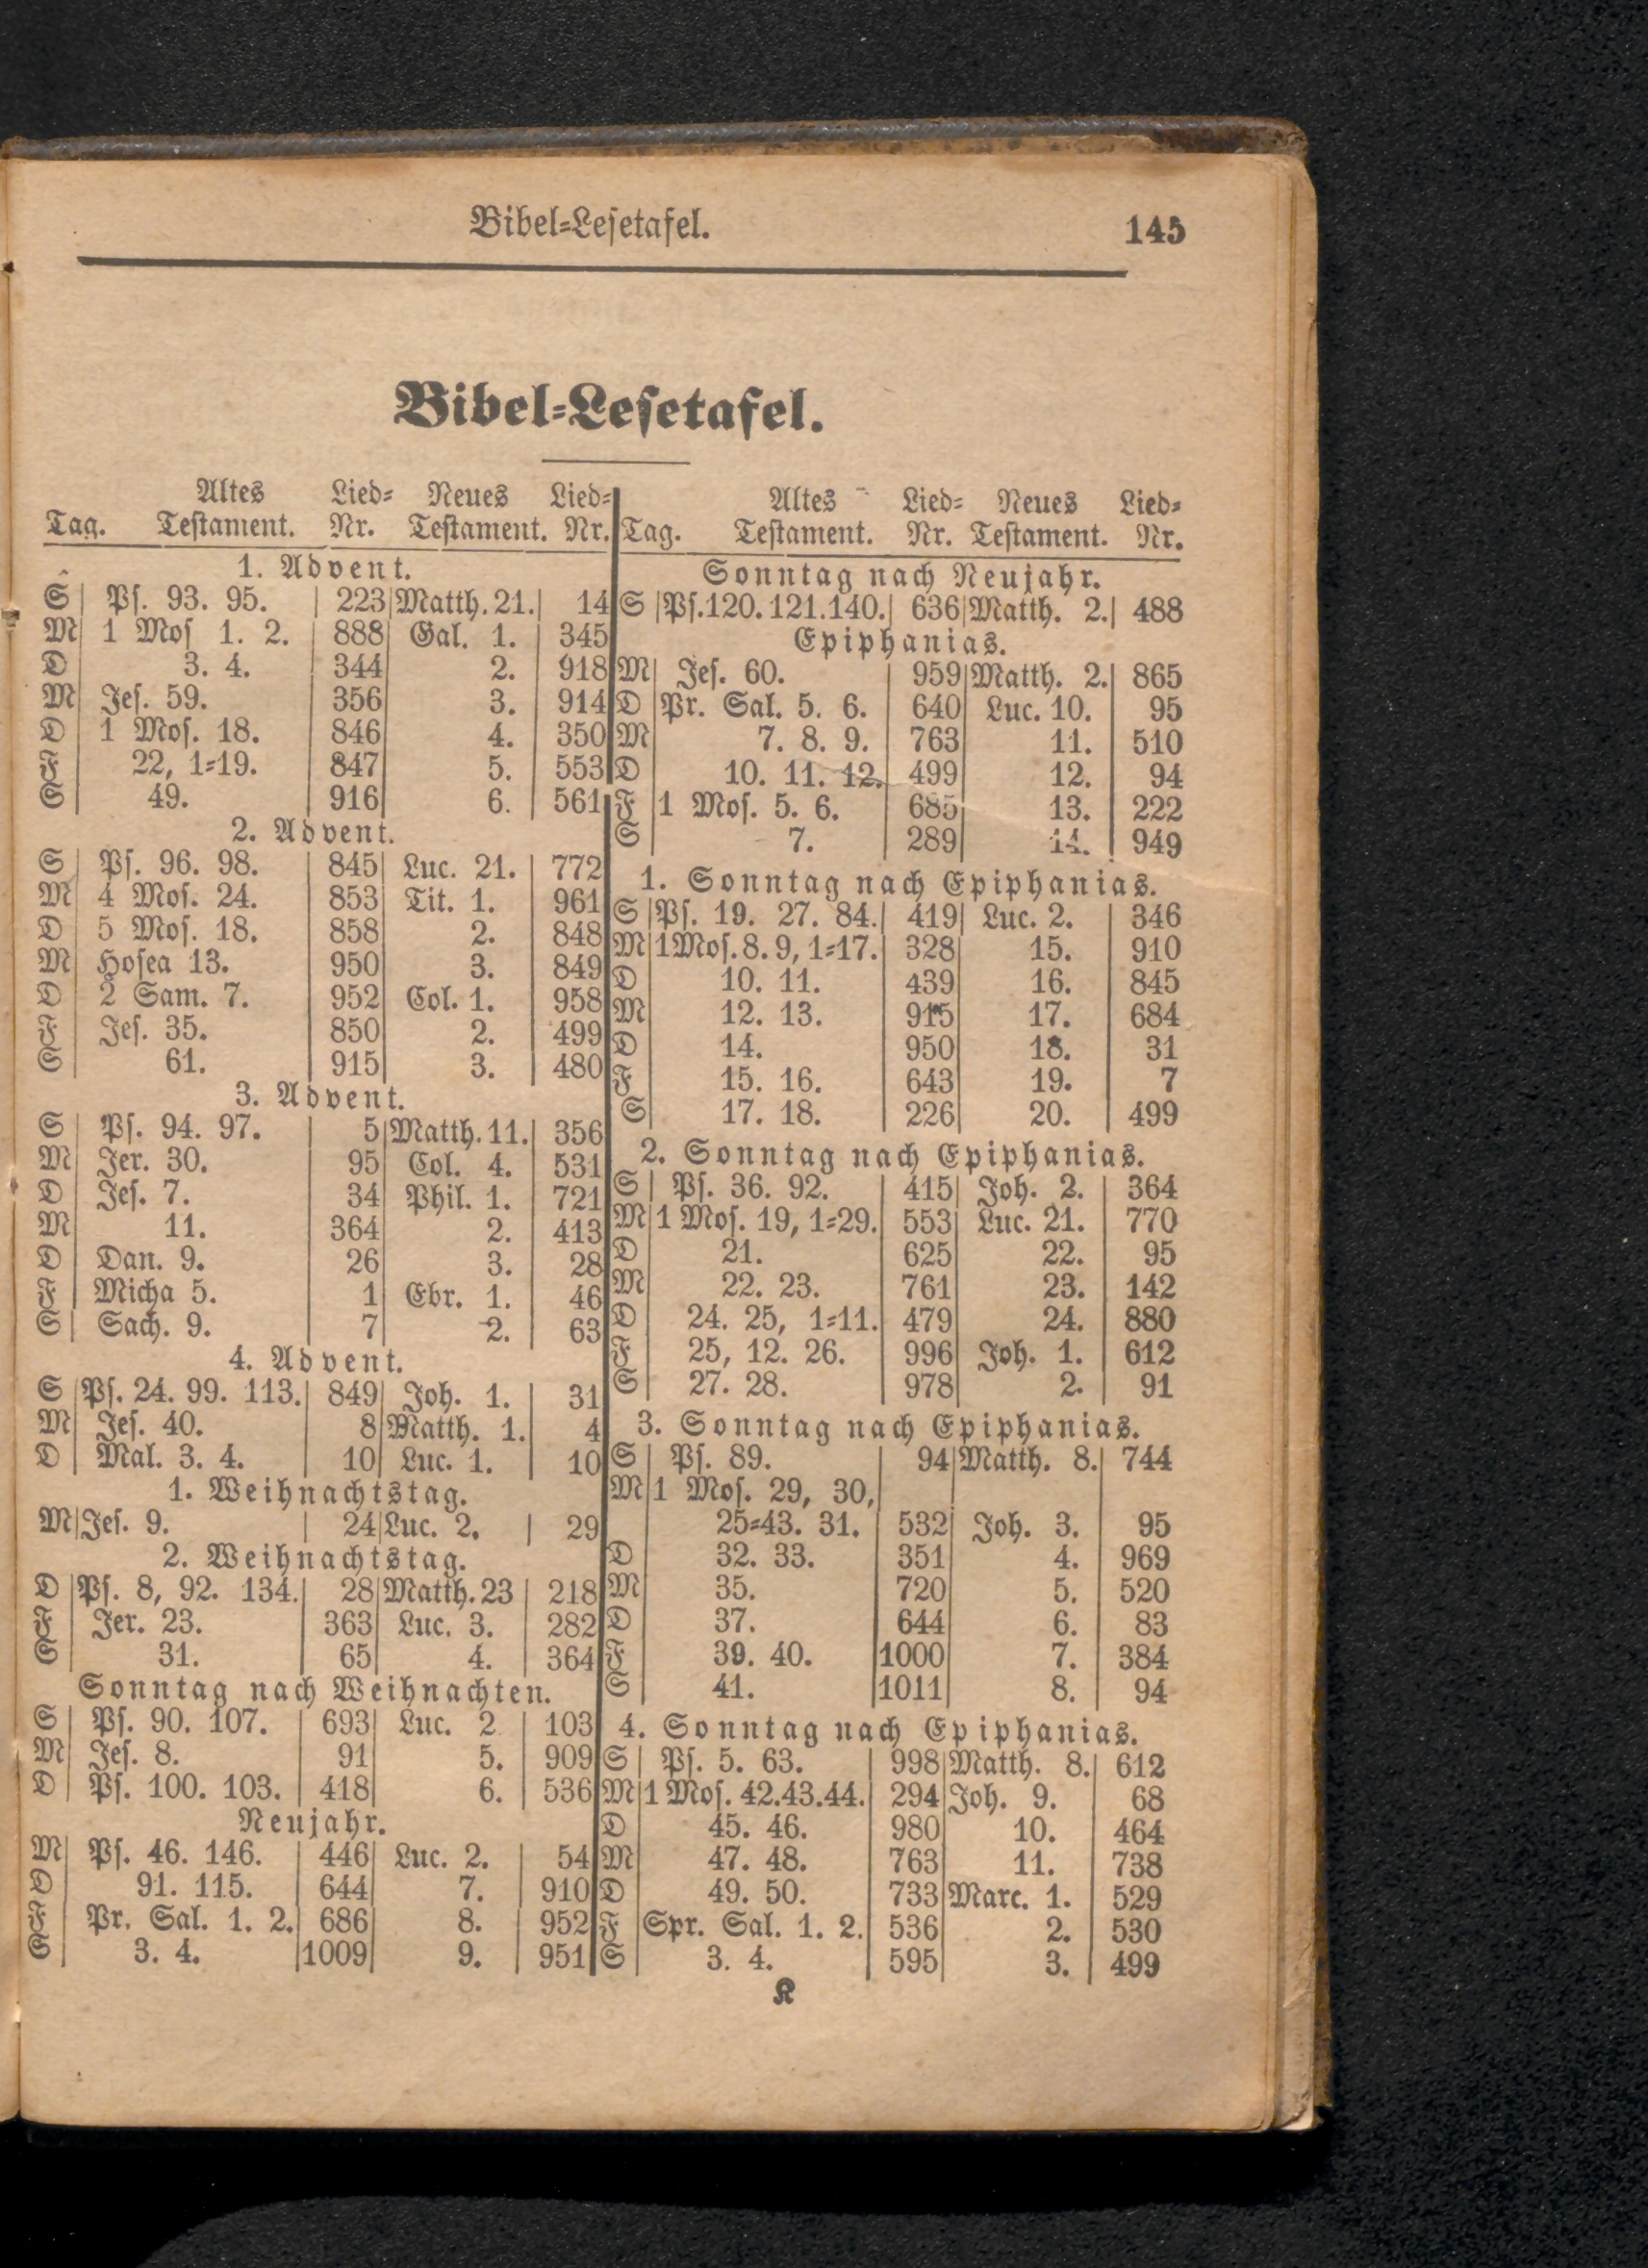 Bibel-Lesetafel. 145
Bibel-Lesetafel.
Altes Lied- Neues Lied-
Tag. Testament. Nr. Testament. Nr.
1. Advent.
S Ps. 93. 95. 223 Matth. 21. 14
M 1 Mos 1. 2. 888 Gal. 1. 345
D 3. 4. 344 2. 918
M Jes. 59. 356 3. 914
D 1 Mos. 18. 846 4. 350
F 22, 1-19. 847 5. 553
S 49. 916 6. 561
2. Advent.
S Ps. 96. 98. 845 Luc. 21. 772
M 4 Mos. 24. 853 Tit. 1. 961
D 5 Mos. 18. 858 2. 848
M Hosea 13. 950 3. 849
D 2 Sam. 7. 952 Col. 1. 958
F Jes. 35. 850 2. 499
S 61. 915 3. 480
3. Advent.
S Ps. 94. 97. 5 Matth. 11. 356
M Jer. 30. 95 Col. 4. 531
D Jes. 7. 34 Phil. 1. 721
M 11. 364 2. 413
D Dan. 9. 26 3. 28
F Micha 5. 1 Ebr. 1. 46
S Sach. 9. 7 2. 63
4. Advent.
S Ps. 24. 99. 113. 849 Joh. 1. 31
M Jes. 40. 8 Matth. 1. 4
D Mal. 3. 4. 10 Luc. 1. 10
1. Weihnachtstag.
M Jes. 9. 24 Luc. 2. 29
2. Weihnachtstag.
D Ps. 8, 92. 134. 28 Matth. 23 218
F Jer. 23. 363 Luc. 3. 282
S 31. 65 4. 364
Sonntag nach Weihnachten.
S Ps. 90. 107. 693 Luc. 2 103
M Jes. 8. 91 5. 909
D Ps. 100. 103. 418 6. 536
Neujahr.
M Ps. 46. 146. 446 Luc. 2. 54
D 91. 115. 644 7. 910
F Pr. Sal. 1. 2. 686 8. 952
S 3. 4. 1009 9. 951
Altes Lied- Neues Lied-
Tag. Testament. Nr. Testament. Nr.
Sonntag nach Neujahr.
S Ps. 120. 121. 140. 636 Matth. 2. 488
Epiphanias.
M Jes. 60. 959 Matth. 2. 865
D Pr. Sal. 5. 6. 640 Luc. 10. 95
M 7. 8. 9. 763 11. 510
D 10. 11. 12. 499 12. 94
F 1 Mos. 5. 6. 685 13. 222
S 7. 289 14. 949
1. Sonntag nach Epiphanias.
S Ps. 19. 27. 84. 419 Luc. 2. 346
M 1 Mos. 8. 9, 1-17. 328 15. 910
D 10. 11. 439 16. 845
M 12. 13. 915 17. 684
D 14. 950 18. 31
F 15. 16. 643 19. 7
S 17. 18. 226 20. 499
2. Sonntag nach Epiphanias.
S Ps. 36. 92. 415 Joh. 2. 364
M 1 Mos. 19, 1-29. 553 Luc. 21. 770
D 21. 625 22. 95
M 22. 23. 761 23. 142
D 24. 25, 1-11. 479 24. 880
F 25, 12. 26. 996 Joh. 1. 612
S 27. 28. 978 2. 91
3. Sonntag nach Epiphanias.
S Ps. 89. 94 Matth. 8. 744
M 1 Mos. 29, 30,
25-43. 31. 532 Joh. 3. 95
D 32. 33. 351 4. 969
M 35. 720 5. 520
D 37. 644 6. 83
F 39. 40. 1000 7. 384
S 41. 1011 8. 94
4. Sonntag nach Epiphanias.
S Ps. 5. 63. 998 Matth. 8. 612
M 1 Mos. 42. 43. 44. 294 Joh. 9. 68
D 45. 46. 980 10. 464
M 47. 48. 763 11. 738
D 49. 50. 733 Marc. 1. 529
F Spr. Sal. 1. 2. 536 2. 530
S 3. 4. 595 3. 499
K